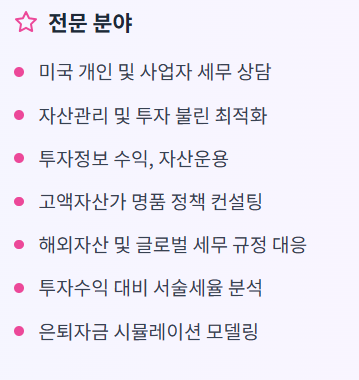 전문 분야
미국 개인 및 사업자 세무 상담
자산관리 및 투자 불린 최적화
투자정보 수익, 자산운용
고액자산가 명품 정책 컨설팅
해외자산 및 글로벌 세무 규정 대응
투자수익 대비 서술세율 분석
은퇴자금 시뮬레이션 모델링